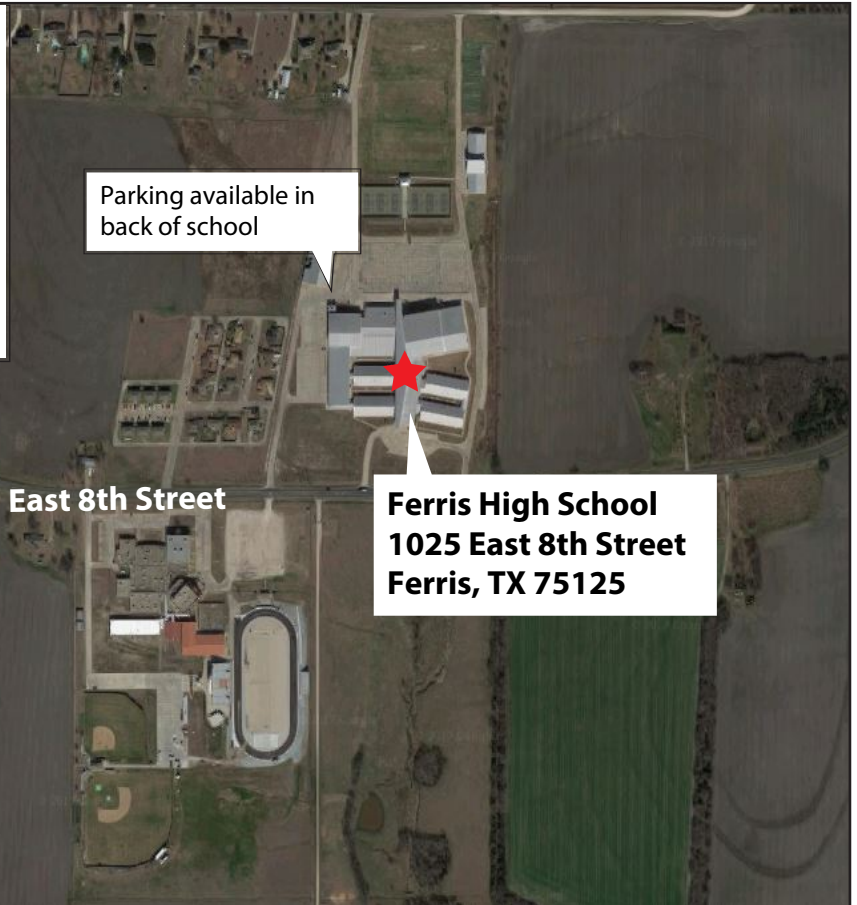 Parking available in
back of school
East 8th Street
Ferris High School
1025 East 8th Street
Ferris, TX 75125